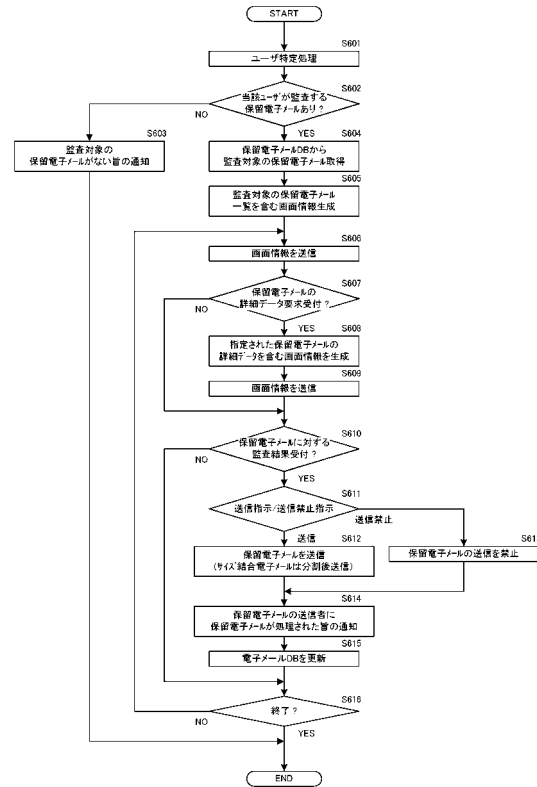 START
S601
ユーザ特定処理
S602
当該ユーザが監査する
保留電子メールあり?
NO
YES
S603
監査対象の
保留電子メールがない旨の通知
S604
保留電子メールDBから
監査対象の保留電子メール取得
S605
監査対象の保留電子メール
一覧を含む画面情報生成
S606
画面情報を送信
S607
保留電子メールの
詳細データ要求受付?
NO
YES
S608
指定された保留電子メールの
詳細データを含む画面情報を生成
S609
画面情報を送信
S610
保留電子メールに対する
監査結果受付?
NO
YES
S611
送信指示/送信禁止指示
送信禁止
送信
S612
保留電子メールを送信
(サイズ結合電子メールは分割後送信)
S613
保留電子メールの送信を禁止
S614
保留電子メールの送信者に
保留電子メールが処理された旨の通知
S615
電子メールDBを更新
S616
終了?
NO
YES
END